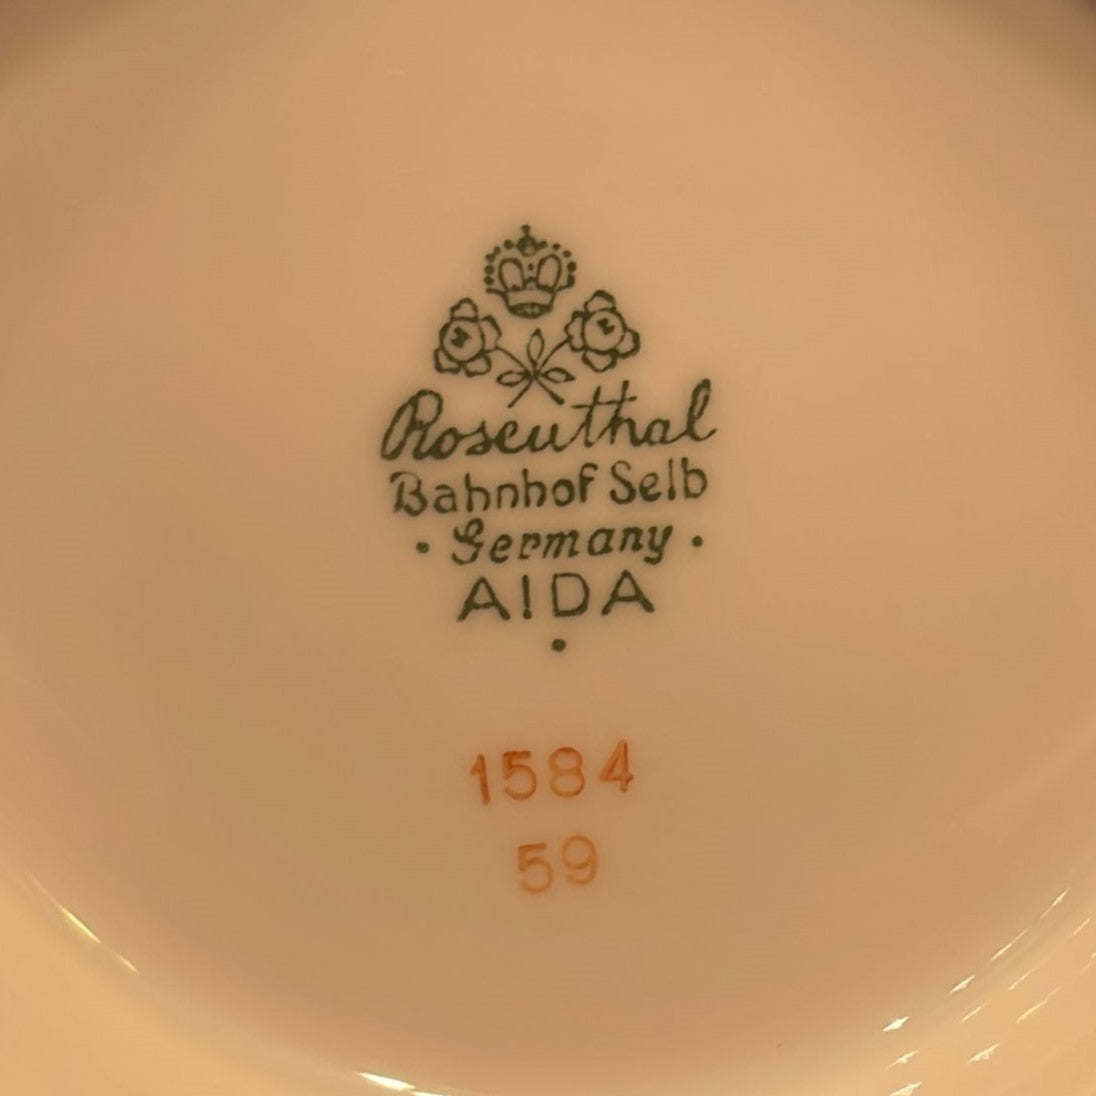 Rosenthal
Bahnhof Selb
· Germany ·
AIDA
·
1584
59